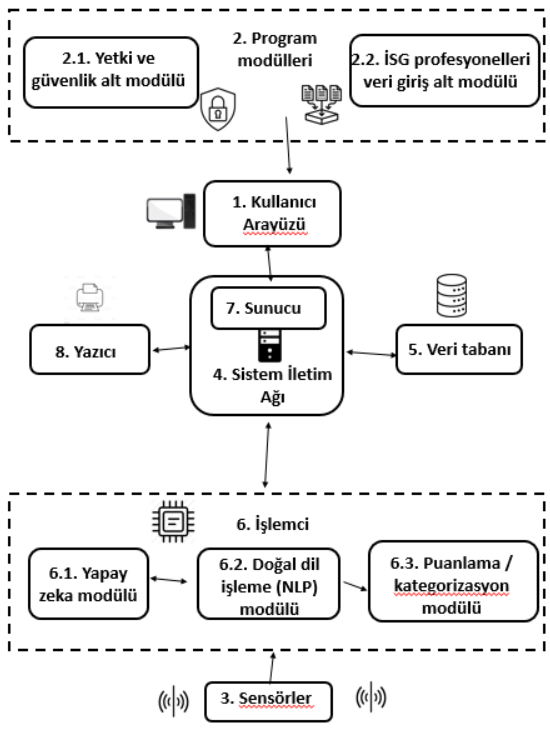 2.1. Yetki ve
güvenlik alt modülü
2. Program
modülleri
2.2. İSG profesyonelleri
veri giriş alt modülü
1. Kullanıcı
Arayüzü
7. Sunucu
4. Sistem İletim
Ağı
8. Yazıcı
5. Veri tabanı
6. İşlemci
6.1. Yapay
zeka modülü
6.2. Doğal dil
işleme (NLP)
modülü
6.3. Puanlama /
kategorizasyon
modülü
3. Sensörler